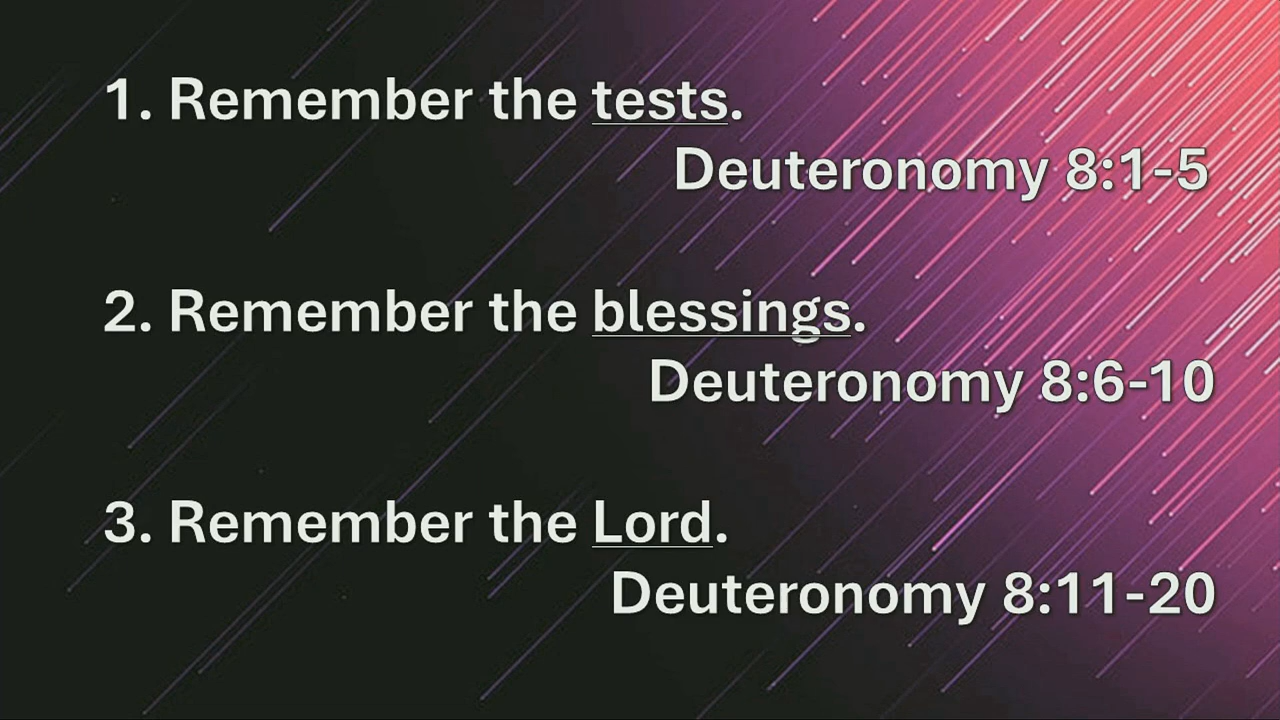 1. Remember the tests.
Deuteronomy 8:1-5
2. Remember the blessings.
Deuteronomy 8:6-10
3. Remember the Lord.
Deuteronomy 8:11-20